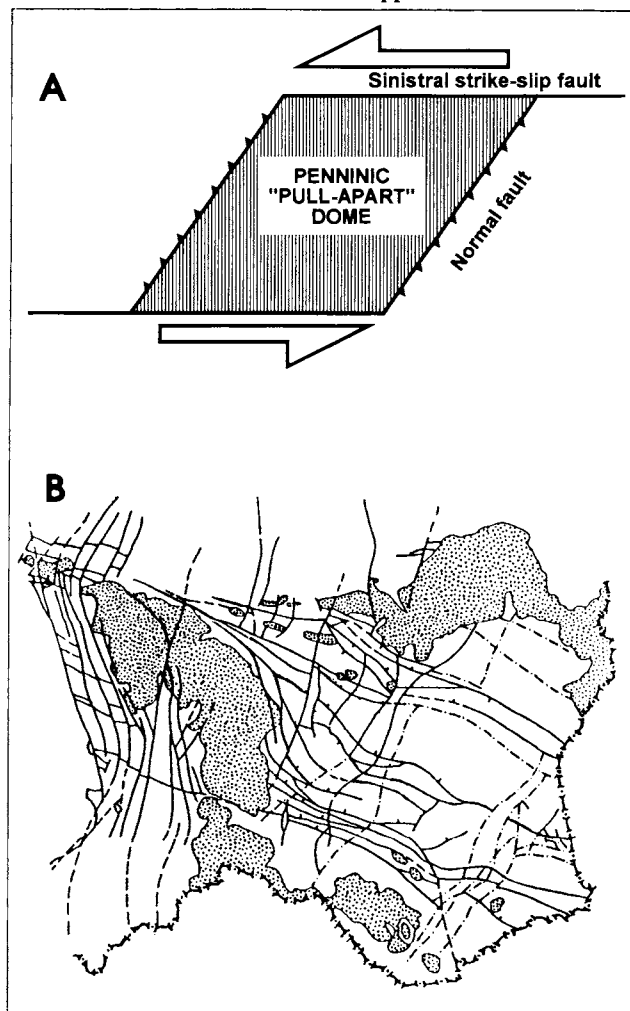 A
Sinistral strike-slip fault
PENNINIC
"PULL-APART"
DOME
Normal fault
B